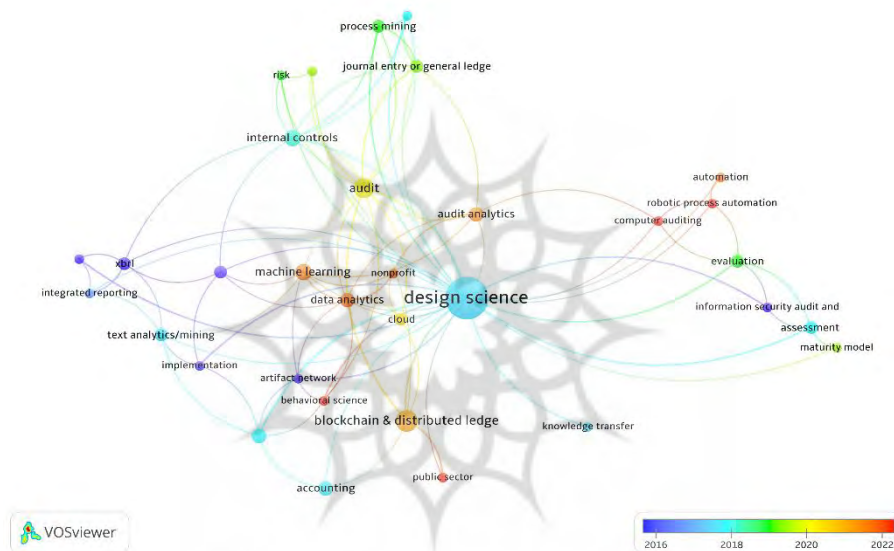 process mining
journal entry or general ledge
risk
internal controls
audit
audit analytics
automation
robotic process automation
computer auditing
evaluation
xbrl
machine learning
nonprofit
integrated reporting
data analytics
design science
cloud
information security audit and
assessment
text analytics/mining
maturity model
implementation
artifact network
behavioral science
blockchain & distributed ledge
knowledge transfer
public sector
accounting
VOSviewer
2016 2018 2020 2022